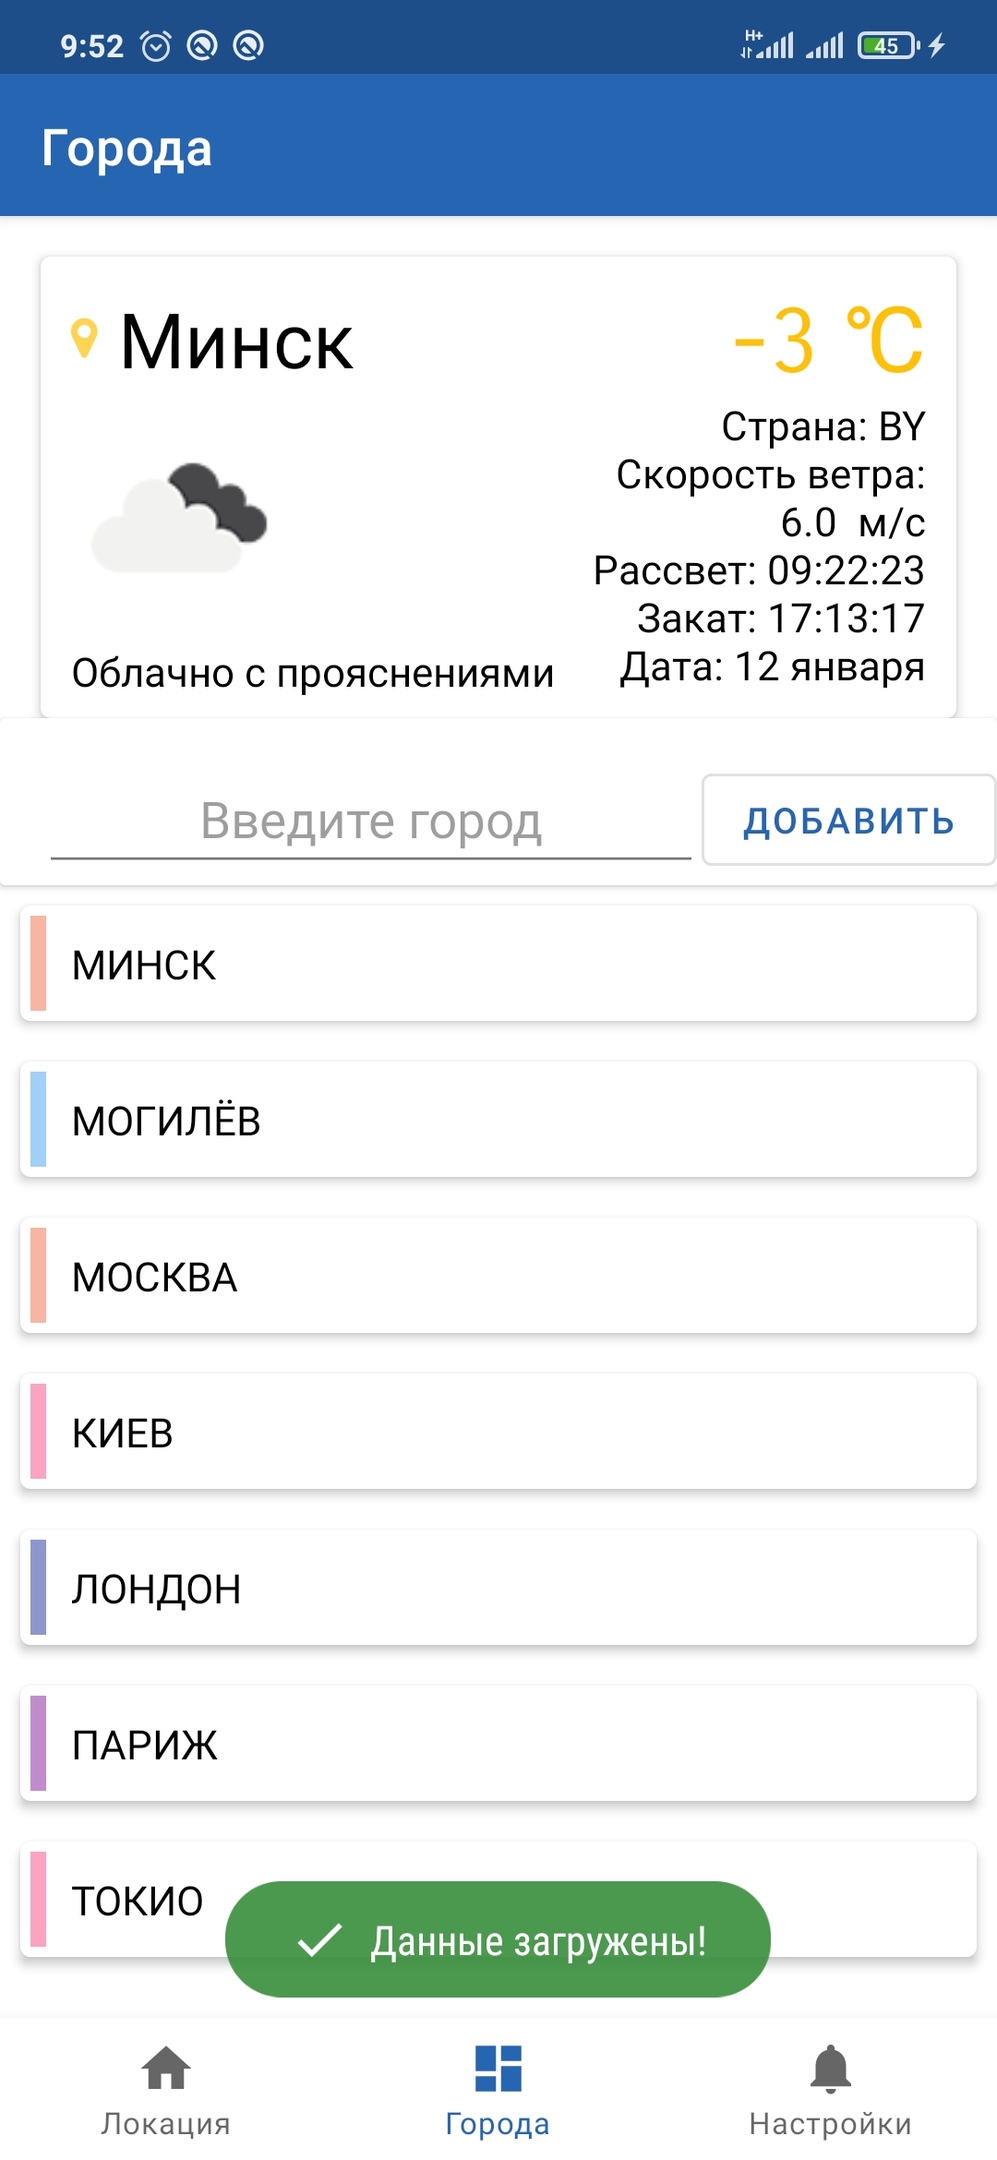 9:52
H+
45
Города
Минск
-3 °C
Страна: BY
Скорость ветра:
6.0 м/с
Рассвет: 09:22:23
Закат: 17:13:17
Облачно с прояснениями
Дата: 12 января
Введите город
ДОБАВИТЬ
МИНСК
МОГИЛЁВ
МОСКВА
КИЕВ
ЛОНДОН
ПАРИЖ
ТОКИО
Данные загружены!
Локация
Города
Настройки